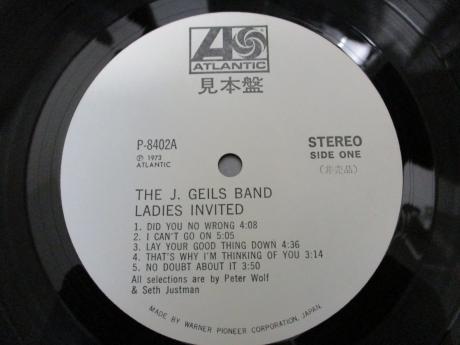 ATLANTIC
見本盤
P-8402A
℗ 1973
ATLANTIC
STEREO
SIDE ONE
(非売品)
THE J. GEILS BAND
LADIES INVITED
1. DID YOU NO WRONG 4:08
2. I CAN'T GO ON 5:05
3. LAY YOUR GOOD THING DOWN 4:36
4. THAT'S WHY I'M THINKING OF YOU 3:14
5. NO DOUBT ABOUT IT 3:50
All selections are by Peter Wolf
& Seth Justman
MADE BY WARNER PIONEER CORPORATION, JAPAN.